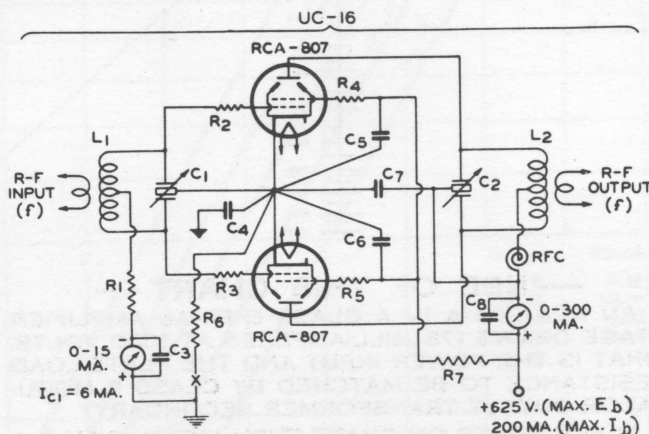 UC-16
RCA-807
R4
R2
L1
C5
L2
C1
C7
C2
R-F
INPUT
(f)
R-F
OUTPUT
(f)
C4
C6
RFC
R1
R3
R5
R6
C8
-
0-300
MA.
0-15
MA.
C3
RCA-807
+
+
R7
IC1=6 MA.
X
+625 V.(MAX. Eb)
200 MA.(MAX. Ib)